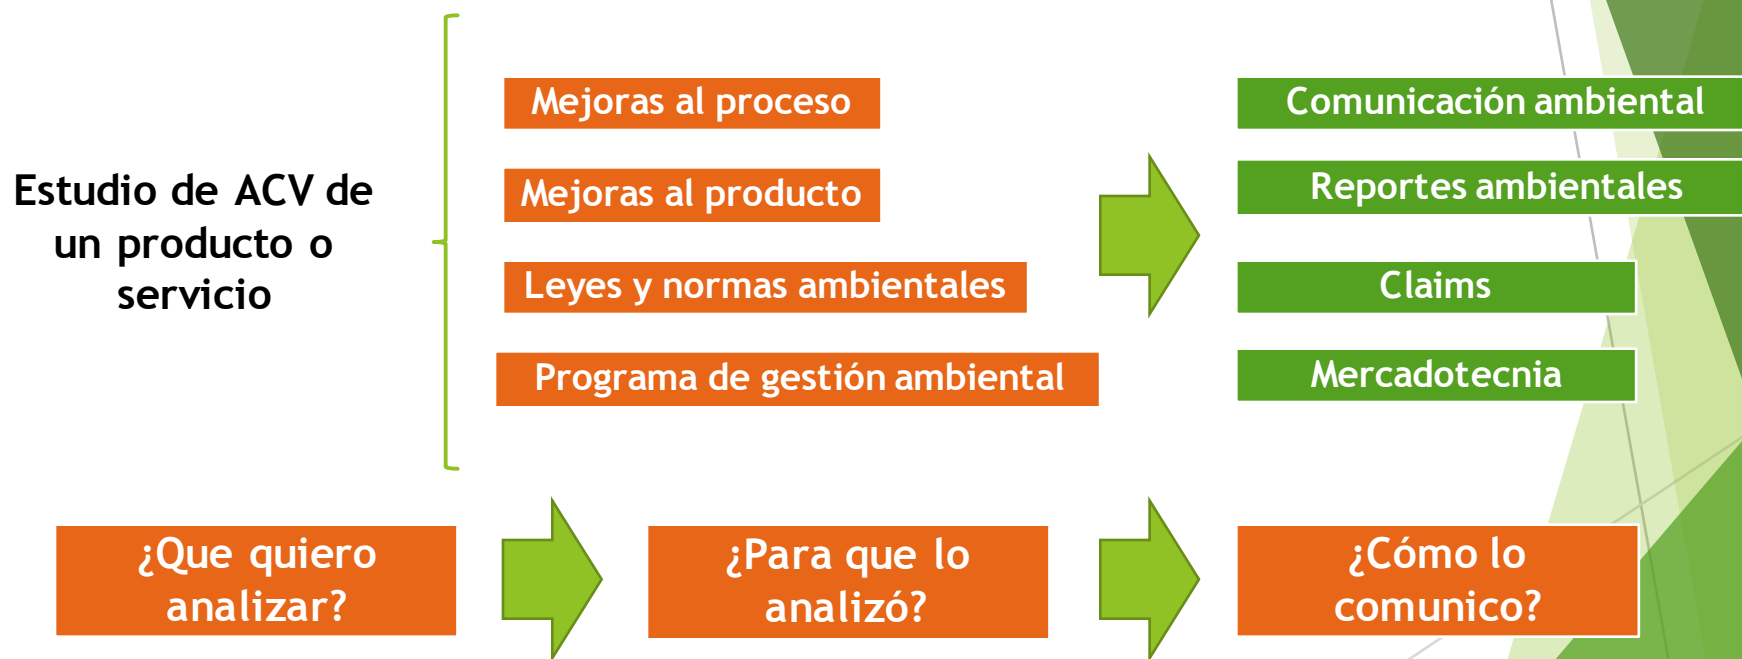 Estudio de ACV de
un producto o
servicio
Mejoras al proceso
Mejoras al producto
Leyes y normas ambientales
Programa de gestión ambiental
Comunicación ambiental
Reportes ambientales
Claims
Mercadotecnia
¿Que quiero
analizar?
¿Para que lo
analizó?
¿Cómo lo
comunico?